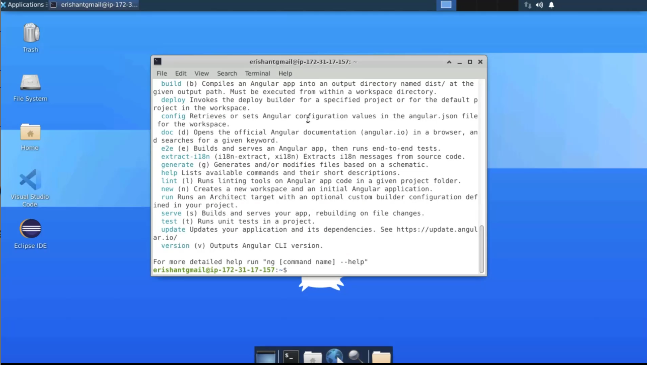 Applications : erishantgmail@ip-172-3...
Trash
File System
Home
Visual Studio
Code
Eclipse IDE
erishantgmail@ip-172-31-17-157: ~
File Edit View Search Terminal Help
build (b) Compiles an Angular app into an output directory named dist/ at the
given output path. Must be executed from within a workspace directory.
deploy Invokes the deploy builder for a specified project or for the default p
roject in the workspace.
config Retrieves or sets Angular configuration values in the angular.json file
for the workspace.
doc (d) Opens the official Angular documentation (angular.io) in a browser, an
d searches for a given keyword.
e2e (e) Builds and serves an Angular app, then runs end-to-end tests.
extract-i18n (i18n-extract, xi18n) Extracts i18n messages from source code.
generate (g) Generates and/or modifies files based on a schematic.
help Lists available commands and their short descriptions.
lint (l) Runs linting tools on Angular app code in a given project folder.
new (n) Creates a new workspace and an initial Angular application.
run Runs an Architect target with an optional custom builder configuration def
ined in your project.
serve (s) Builds and serves your app, rebuilding on file changes.
test (t) Runs unit tests in a project.
update Updates your application and its dependencies. See https://update.angul
ar.io/
version (v) Outputs Angular CLI version.
For more detailed help run "ng [command name] --help"
erishantgmail@ip-172-31-17-157:~$